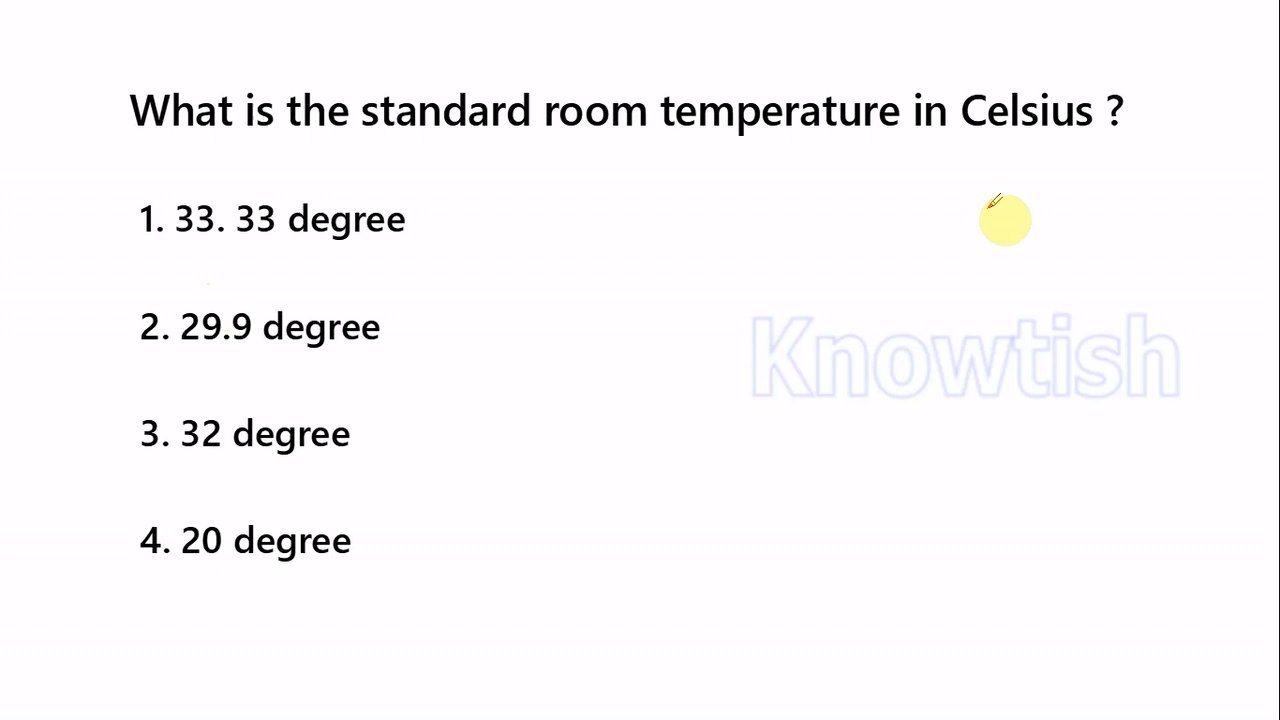 What is the standard room temperature in Celsius ?
1. 33. 33 degree
2. 29.9 degree
Knowtish
3. 32 degree
4. 20 degree